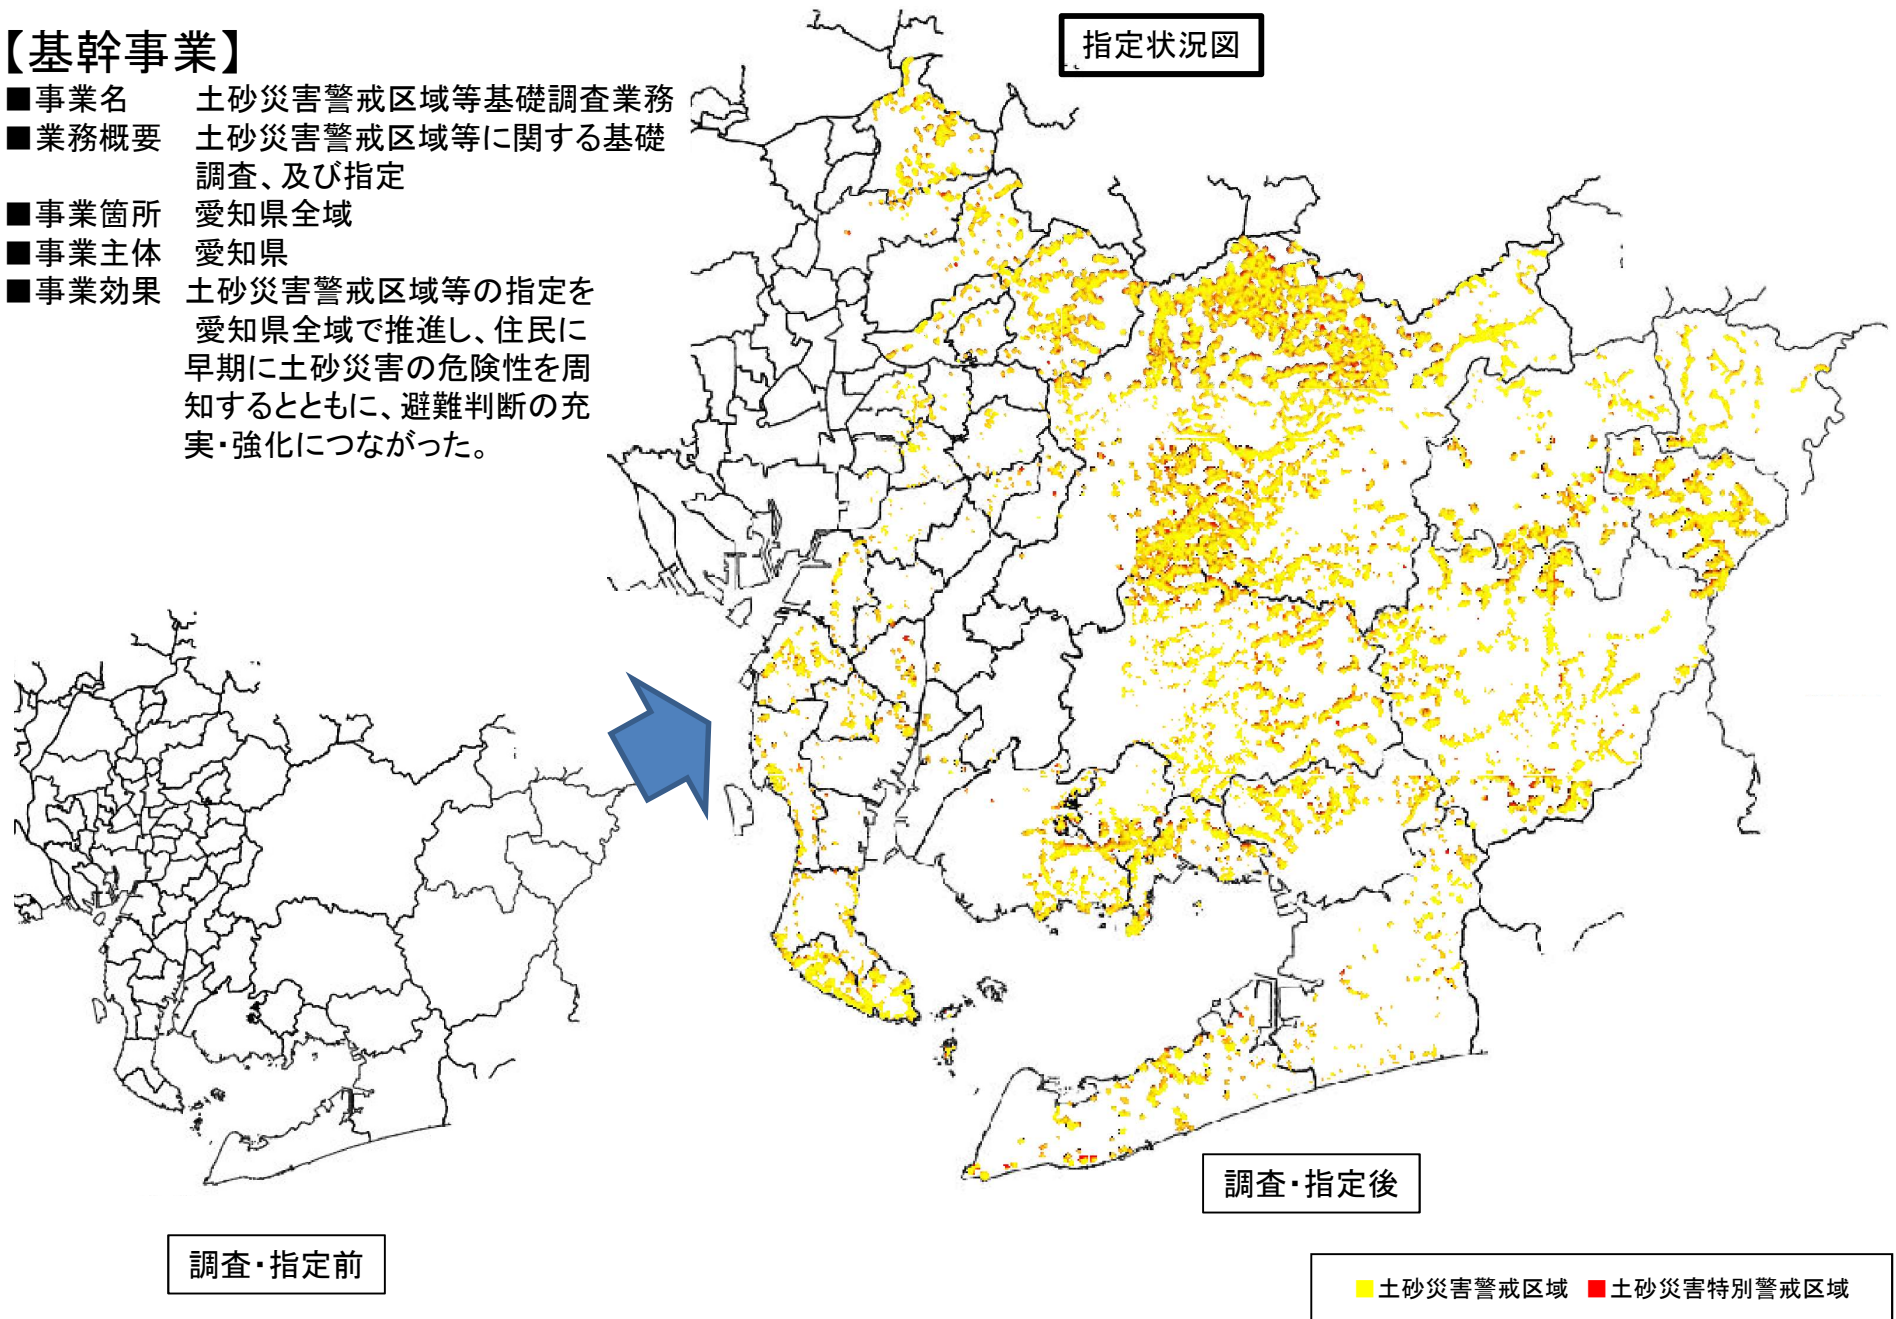 【基幹事業】
■事業名 土砂災害警戒区域等基礎調査業務
■業務概要 土砂災害警戒区域等に関する基礎
調査、及び指定
■事業箇所 愛知県全域
■事業主体 愛知県
■事業効果 土砂災害警戒区域等の指定を
愛知県全域で推進し、住民に
早期に土砂災害の危険性を周
知するとともに、避難判断の充
実・強化につながった。
指定状況図
調査・指定前
調査・指定後
■土砂災害警戒区域 ■土砂災害特別警戒区域